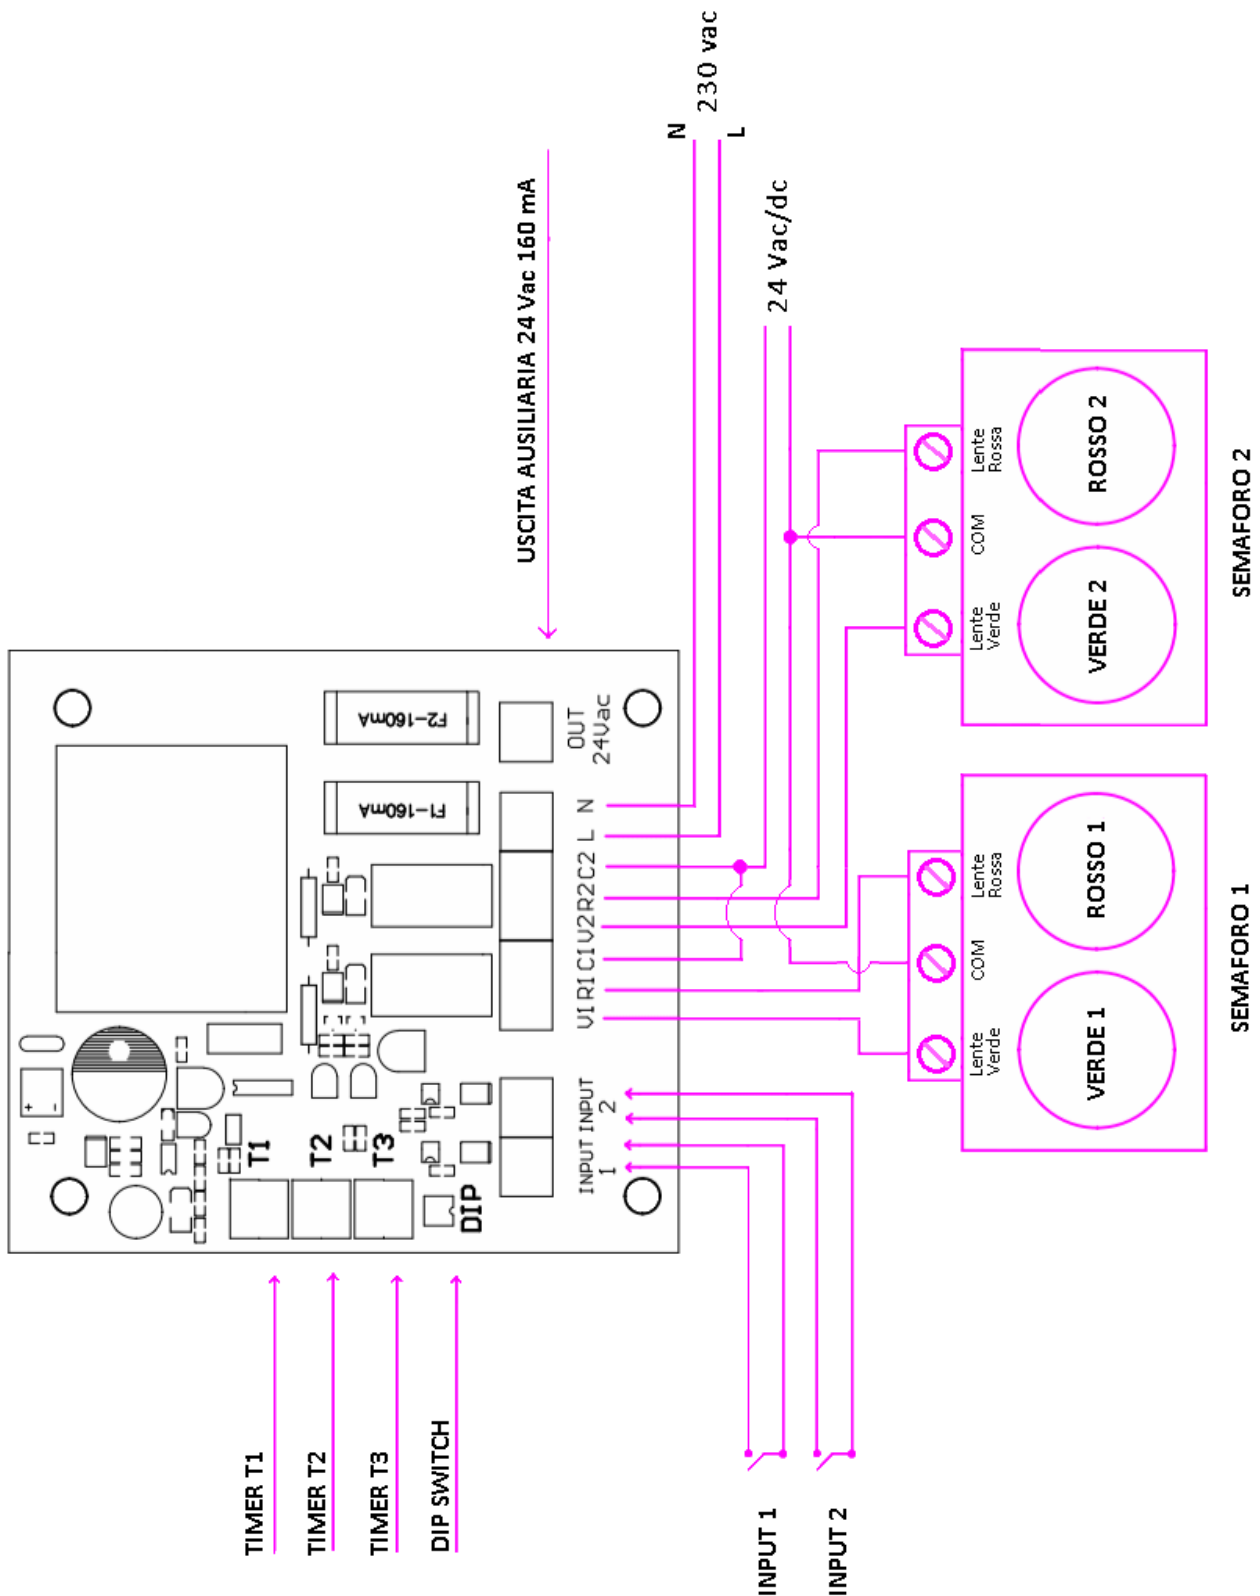 TIMER T1
TIMER T2
TIMER T3
DIP SWITCH
T1
T2
T3
DIP
F1-160mA
F2-160mA
INPUT
1
INPUT
2
V1
R1
C1
V2
R2
C2
L
N
OUT
24Vac
USCITA AUSILIARIA 24 Vac 160 mA
N
L
230 vac
24 Vac/dc
INPUT 1
INPUT 2
Lente
Verde
COM
Lente
Rossa
VERDE 1
ROSSO 1
SEMAFORO 1
Lente
Verde
COM
Lente
Rossa
VERDE 2
ROSSO 2
SEMAFORO 2
+
-